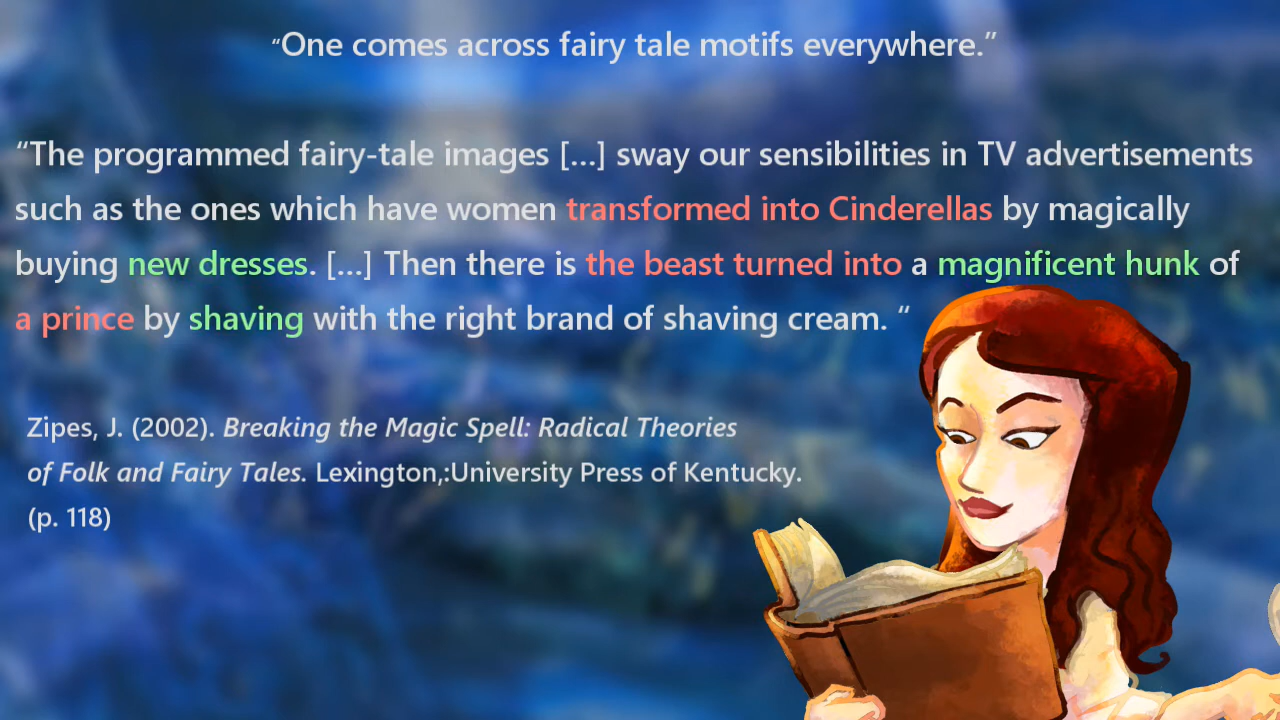 “One comes across fairy tale motifs everywhere.”
“The programmed fairy-tale images [...] sway our sensibilities in TV advertisements
such as the ones which have women transformed into Cinderellas by magically
buying new dresses. [...] Then there is the beast turned into a magnificent hunk of
a prince by shaving with the right brand of shaving cream. “
Zipes, J. (2002). Breaking the Magic Spell: Radical Theories
of Folk and Fairy Tales. Lexington,:University Press of Kentucky.
(p. 118)